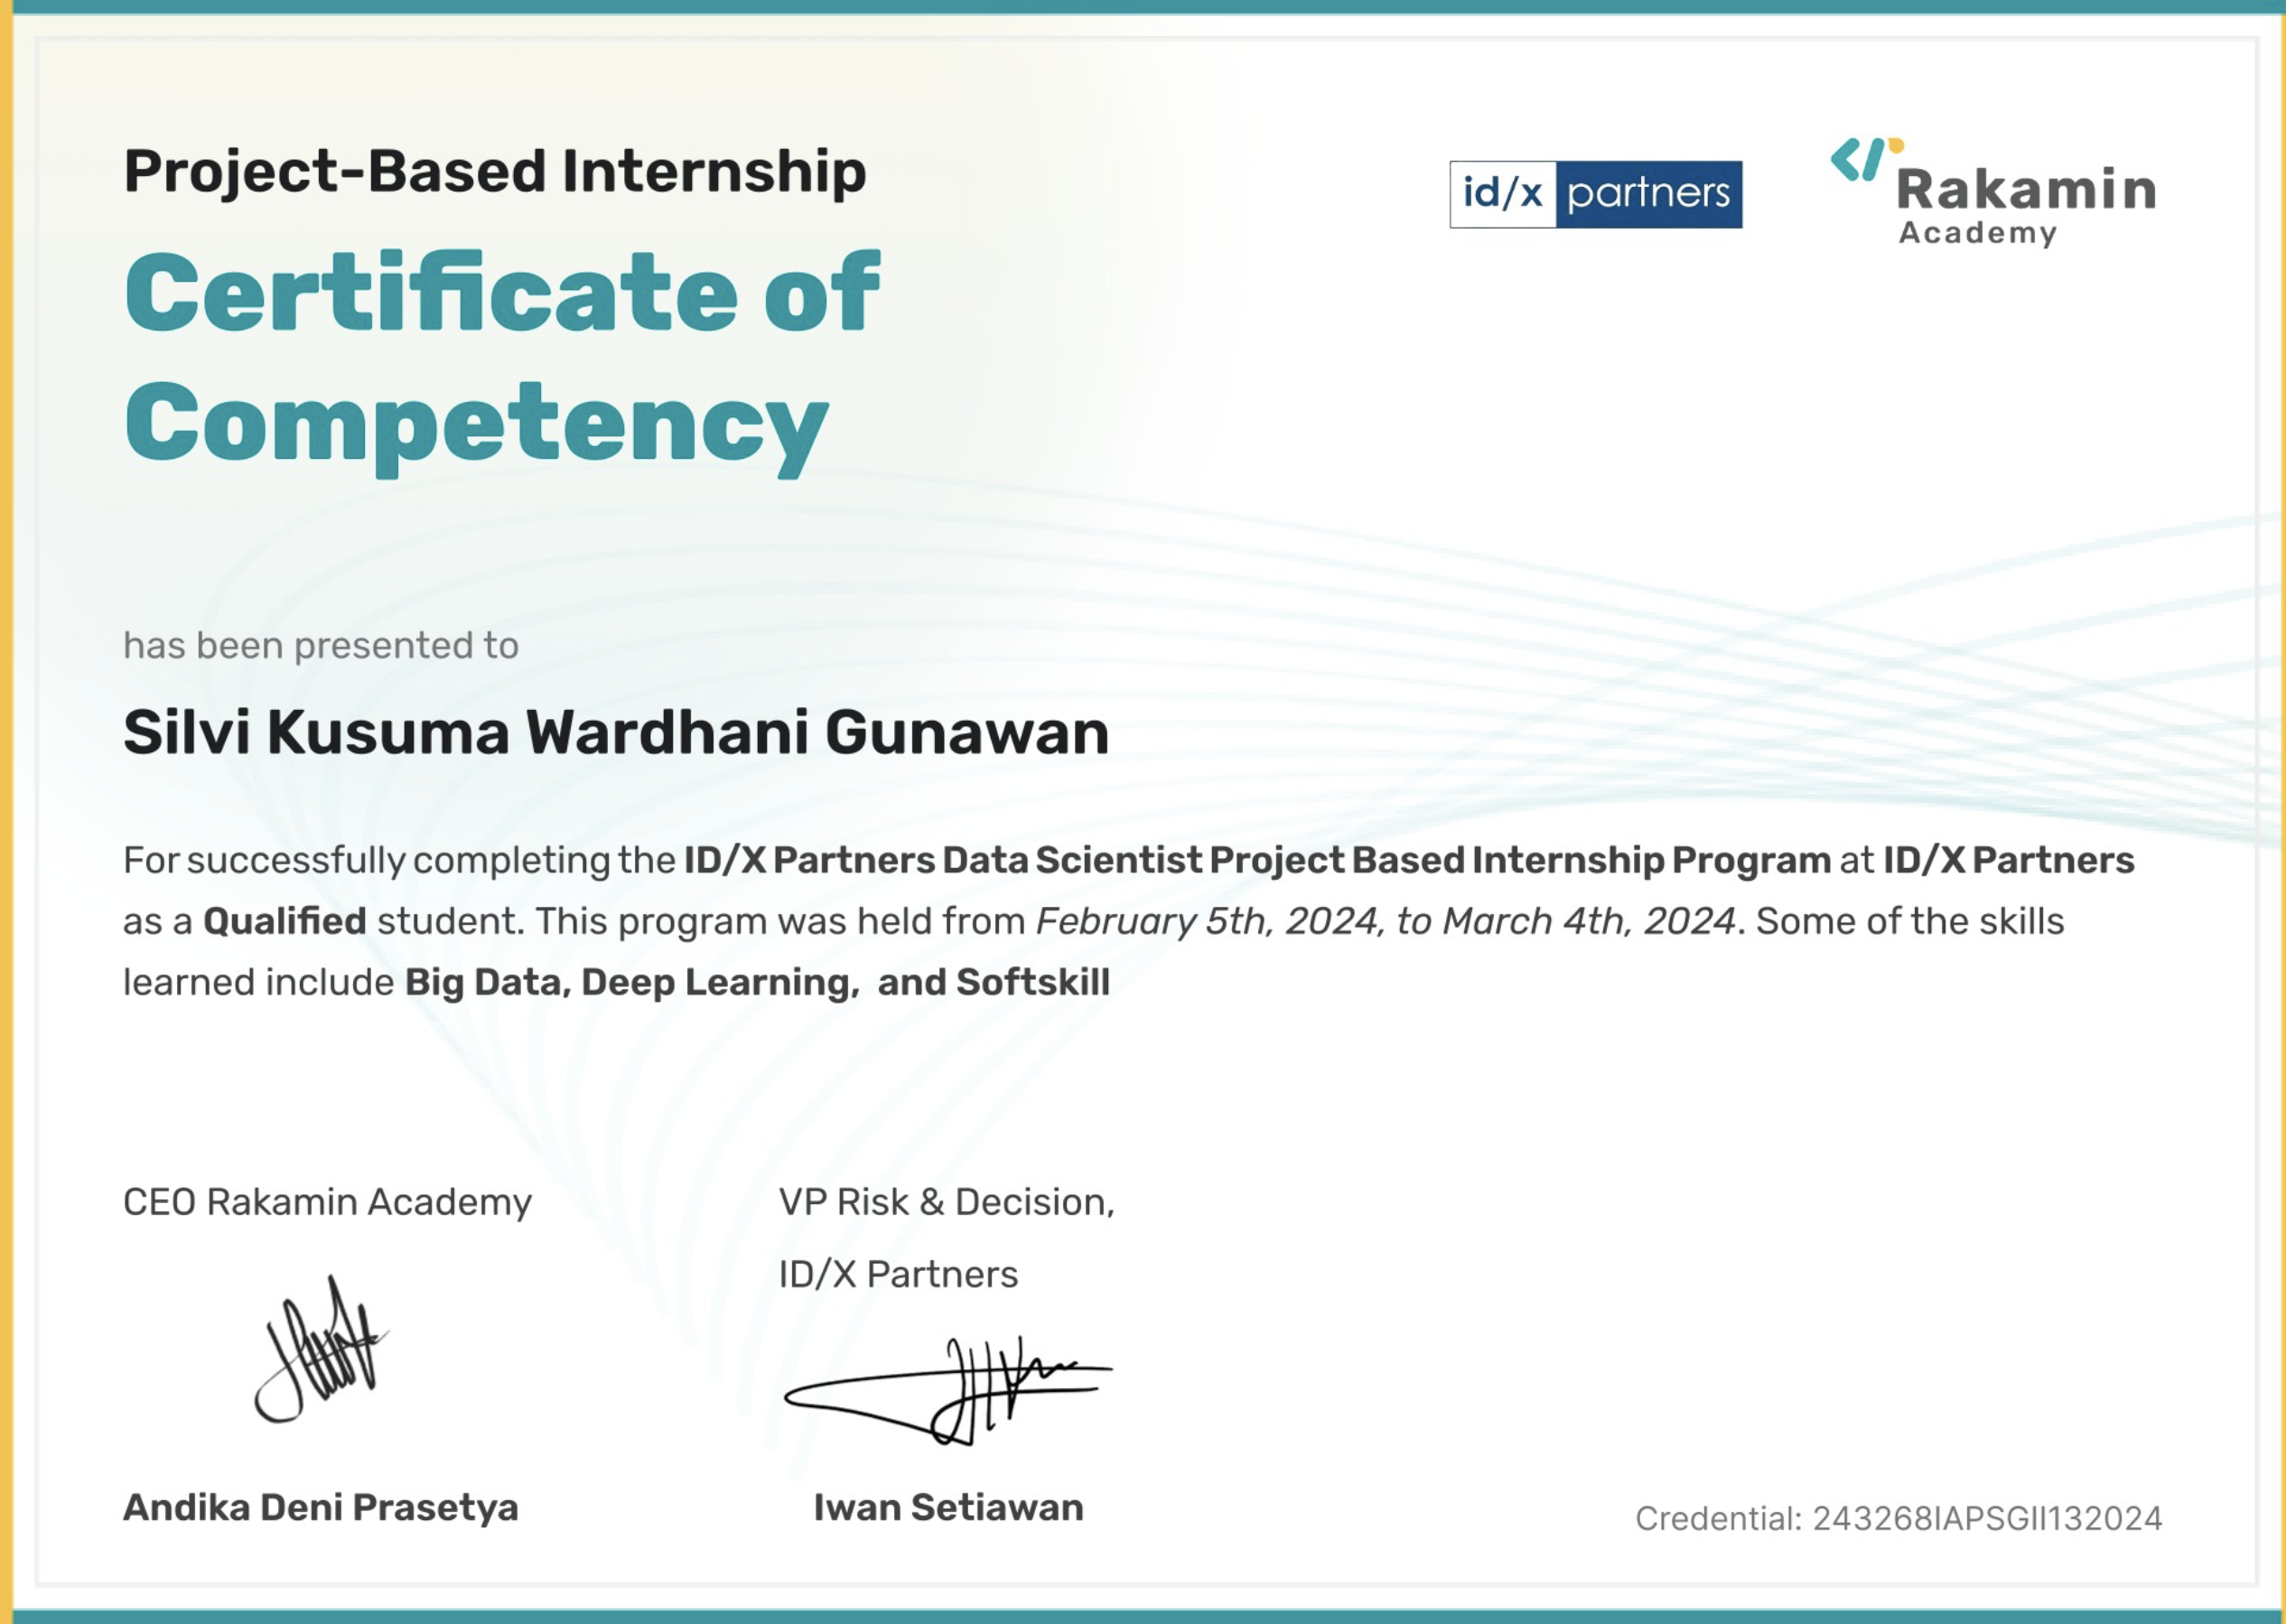 Project-Based Internship
Certificate of
Competency
id/x partners
Rakamin
Academy
has been presented to
Silvi Kusuma Wardhani Gunawan
For successfully completing the ID/X Partners Data Scientist Project Based Internship Program at ID/X Partners
as a Qualified student. This program was held from February 5th, 2024, to March 4th, 2024. Some of the skills
learned include Big Data, Deep Learning,  and Softskill
CEO Rakamin Academy
VP Risk & Decision,
ID/X Partners
Andika Deni Prasetya
Iwan Setiawan
Credential: 243268IAPSGII132024